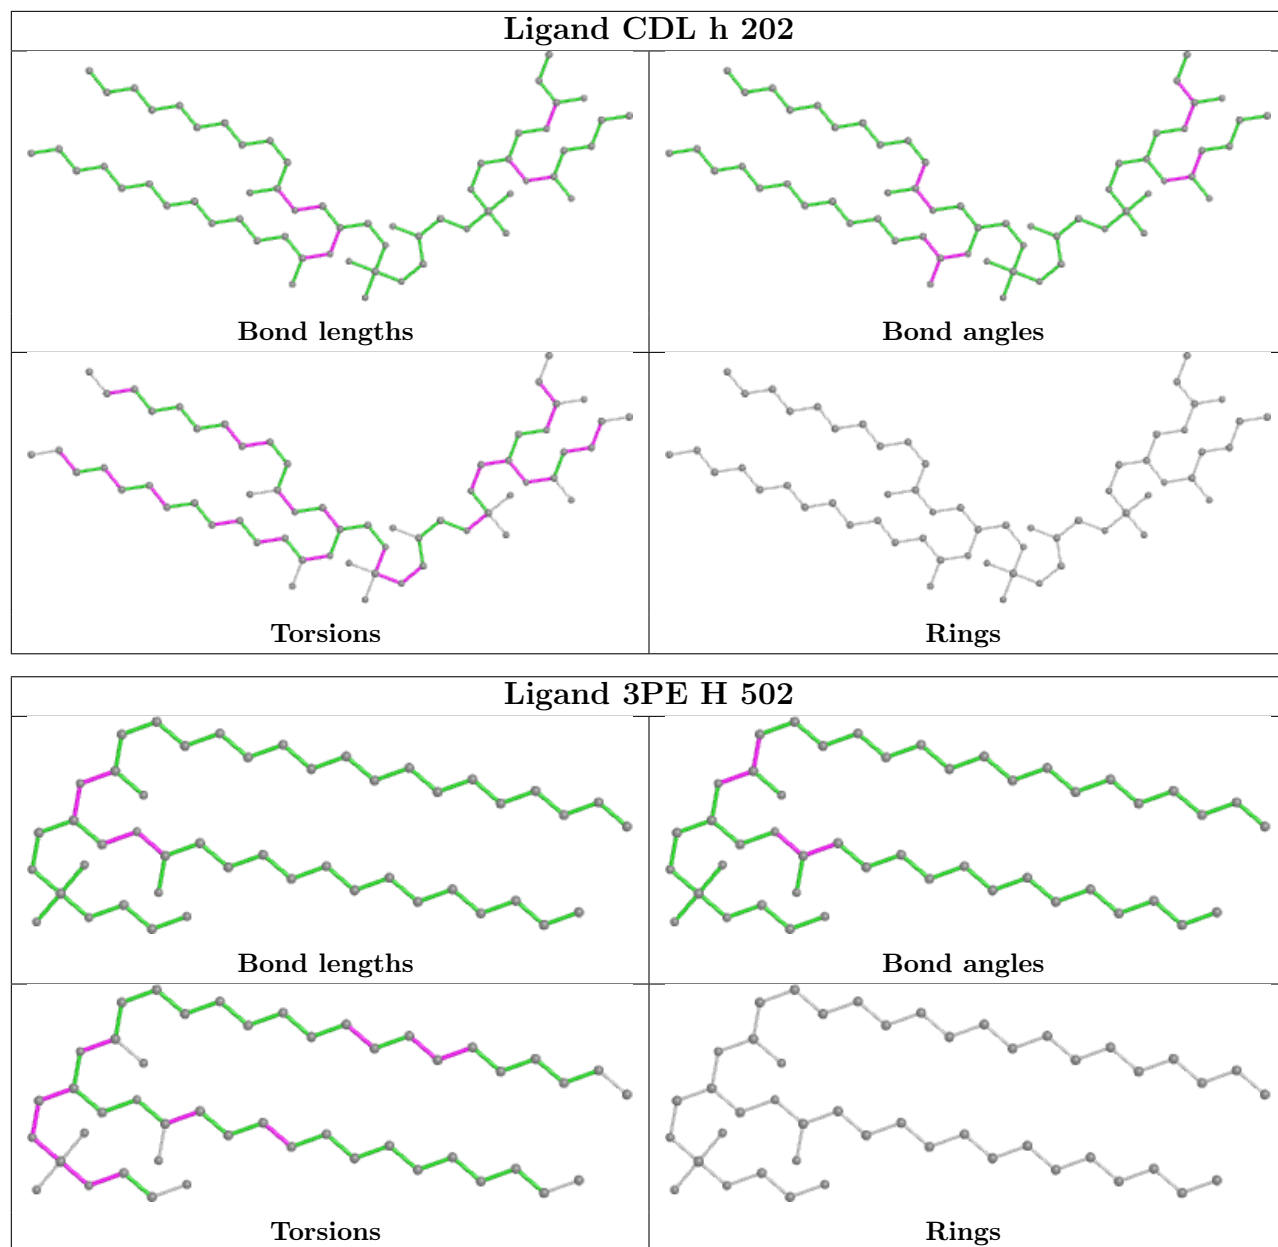 Ligand CDL h 202
Bond lengths
Bond angles
Torsions
Rings
Ligand 3PE H 502
Bond lengths
Bond angles
Torsions
Rings